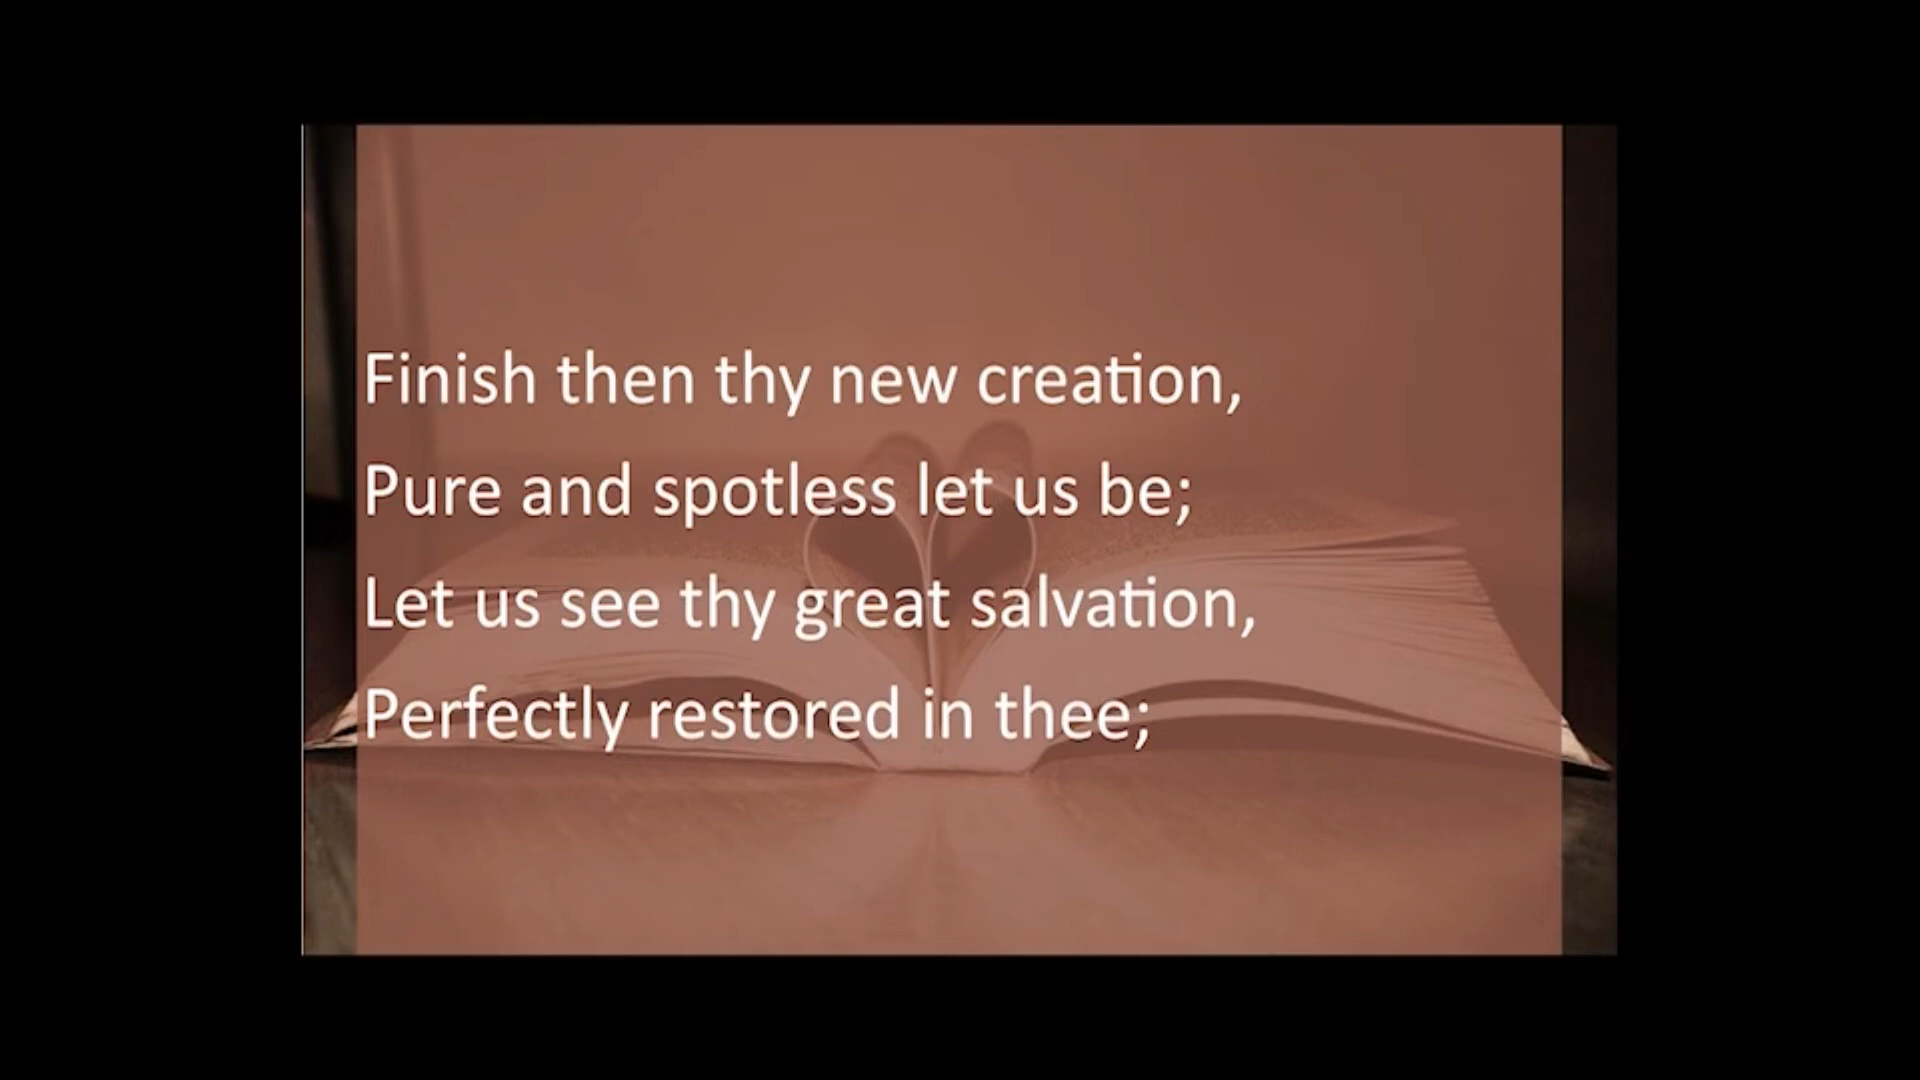 Finish then thy new creation,
Pure and spotless let us be;
Let us see thy great salvation,
Perfectly restored in thee;